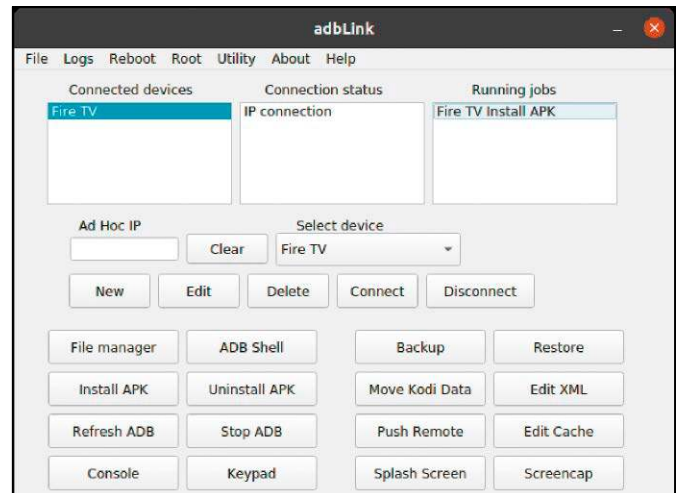 adbLink
File Logs Reboot Root Utility About Help
Connected devices Connection status Running jobs
Fire TV IP connection Fire TV Install APK
Ad Hoc IP Select device
Clear Fire TV
New Edit Delete Connect Disconnect
File manager ADB Shell Backup Restore
Install APK Uninstall APK Move Kodi Data Edit XML
Refresh ADB Stop ADB Push Remote Edit Cache
Console Keypad Splash Screen Screencap